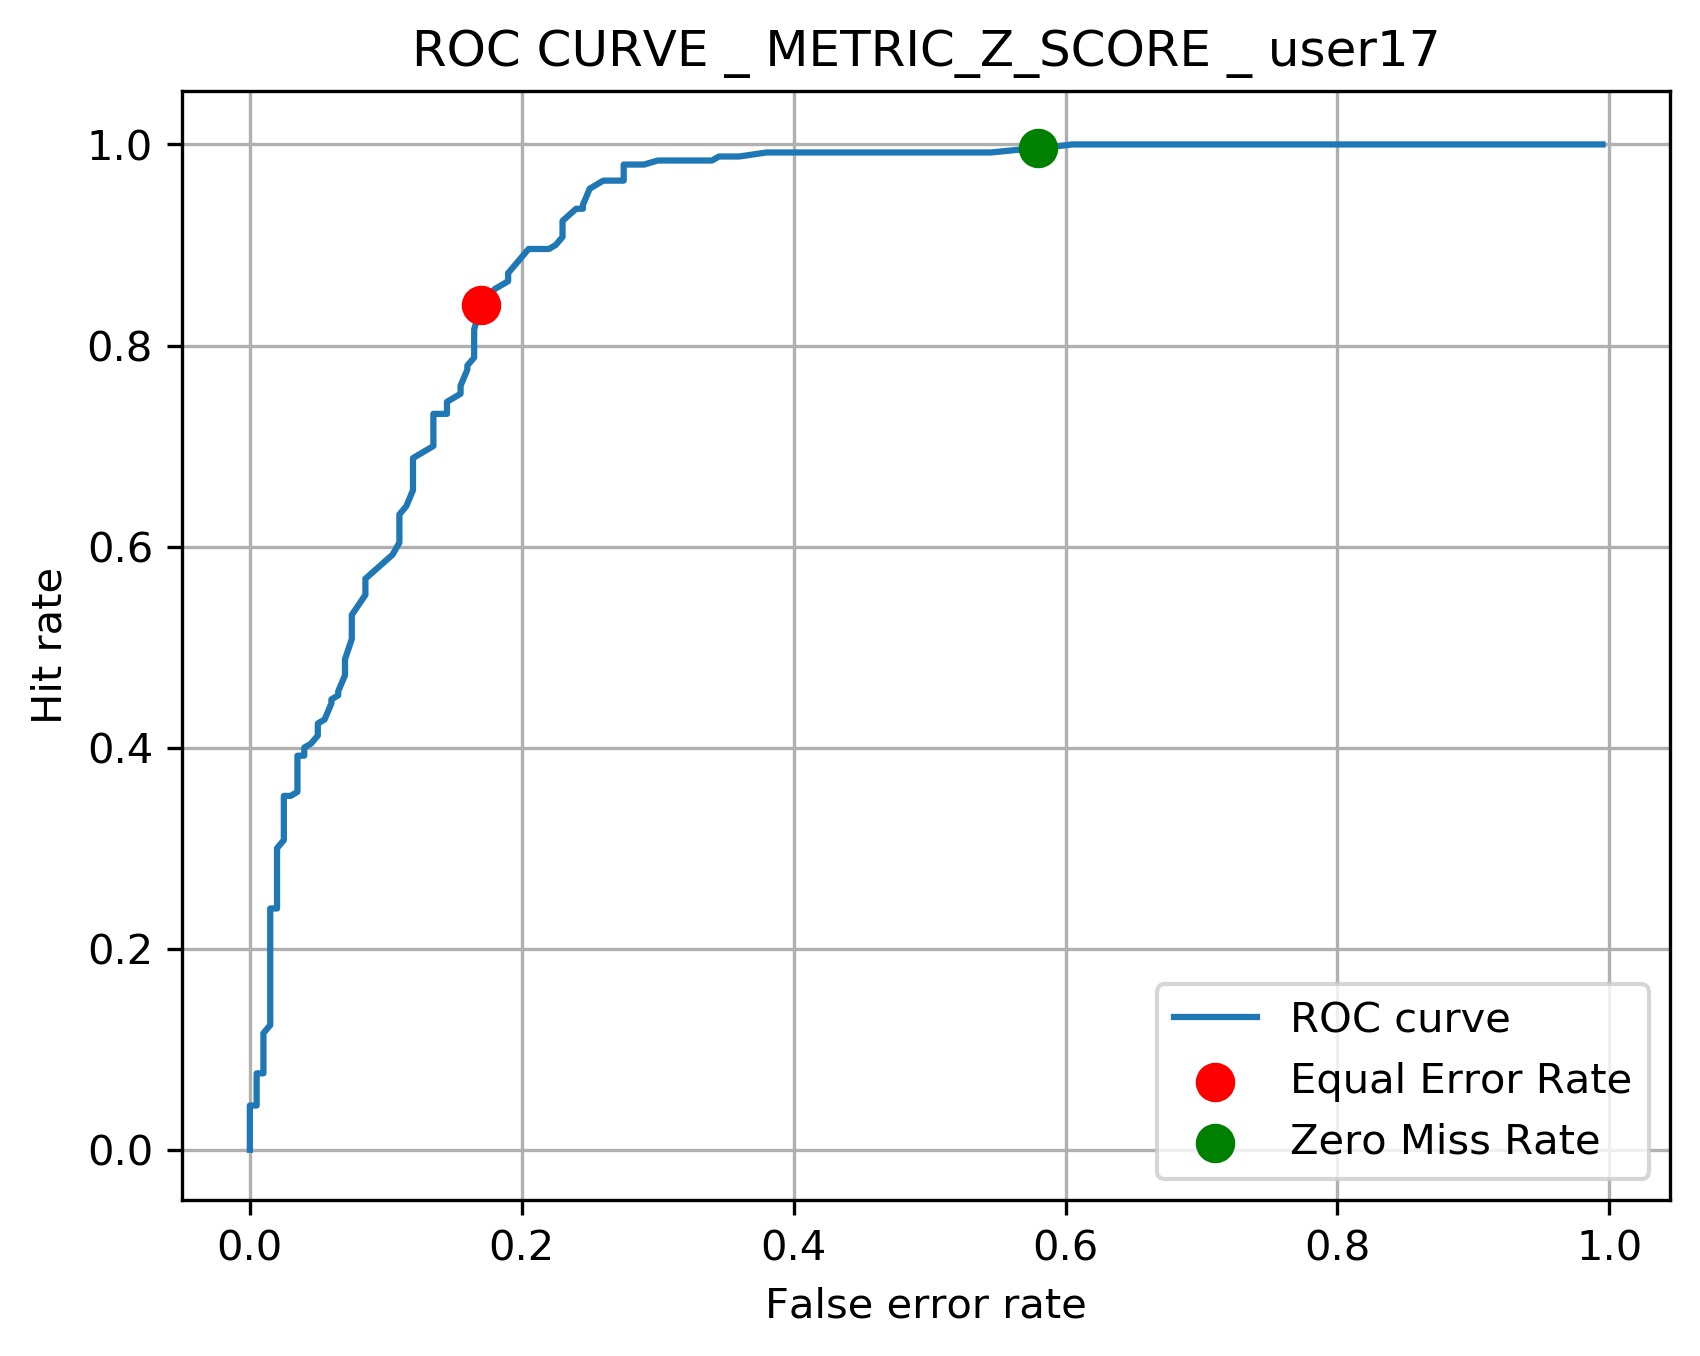 ROC CURVE _ METRIC_Z_SCORE _ user17
1.0
0.8
0.6
0.4
0.2
0.0
Hit rate
0.0 0.2 0.4 0.6 0.8 1.0
False error rate
ROC curve
Equal Error Rate
Zero Miss Rate